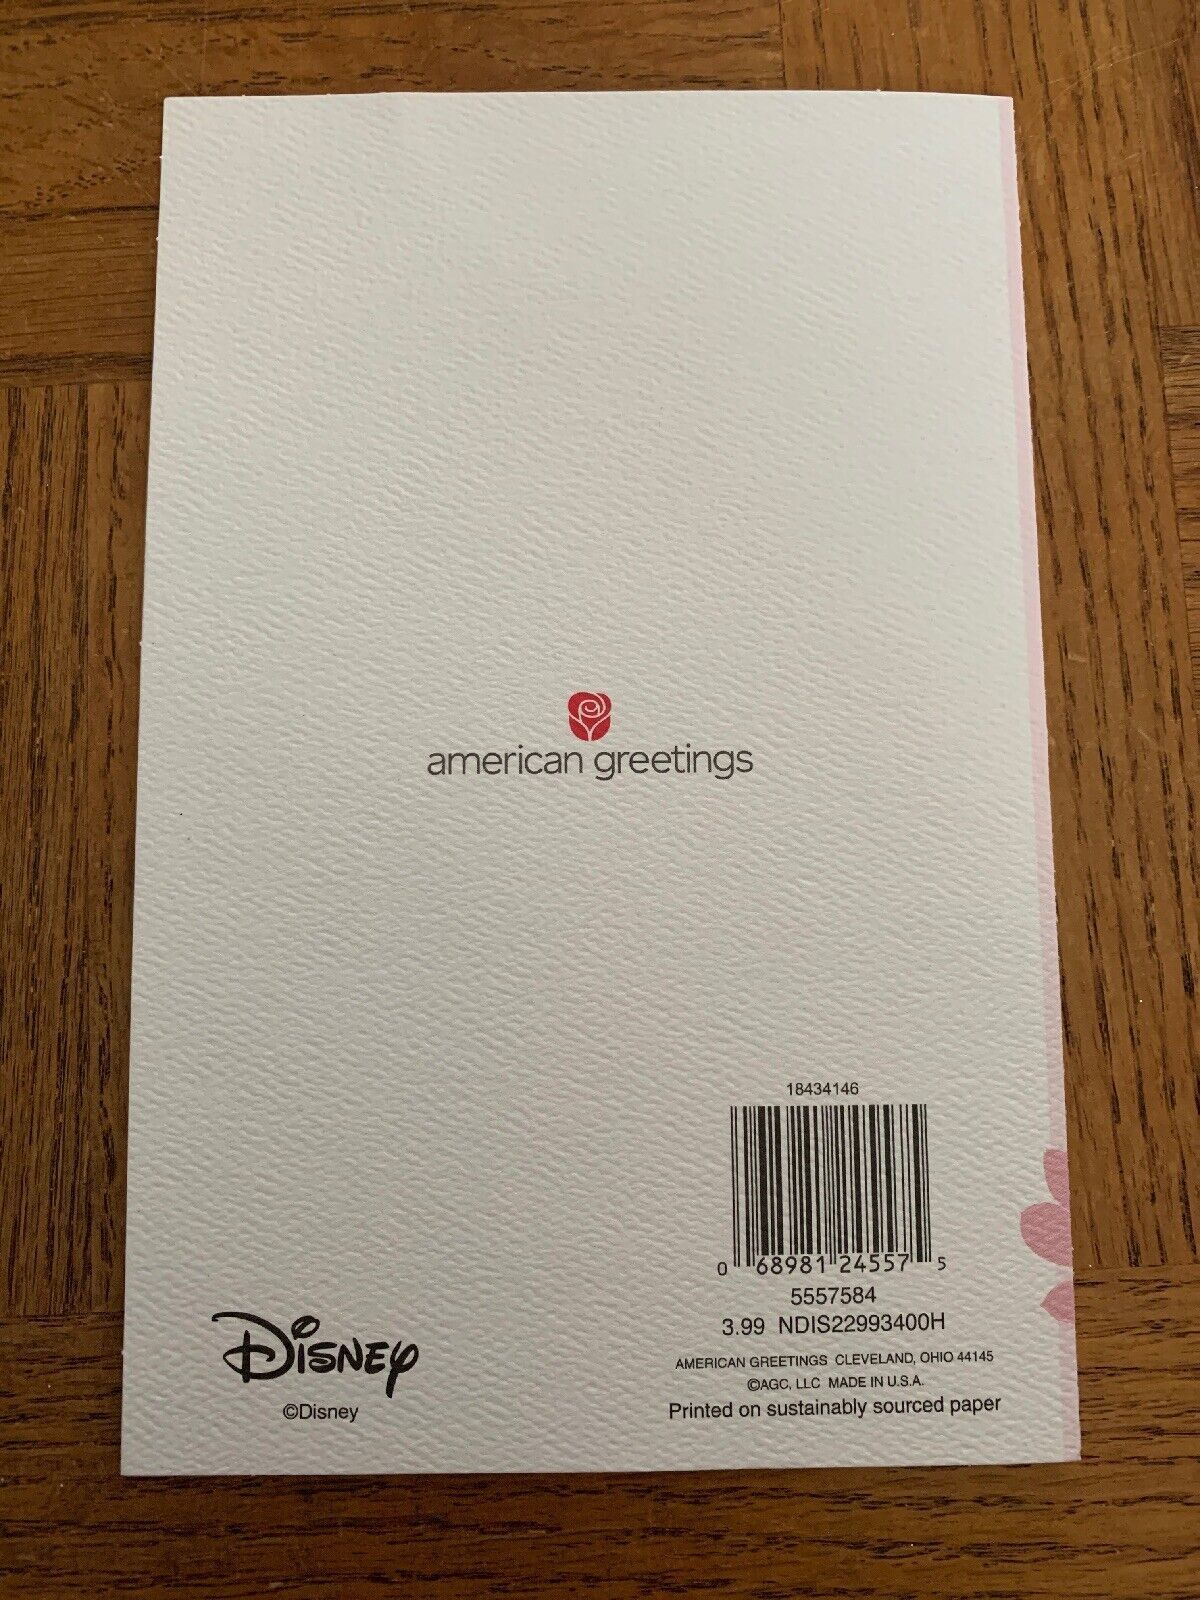 american greetings
18434146
0 68981 24557 5
5557584
3.99 NDIS22993400H
AMERICAN GREETINGS CLEVELAND, OHIO 44145
©AGC, LLC MADE IN U.S.A.
Printed on sustainably sourced paper
Disney
©Disney